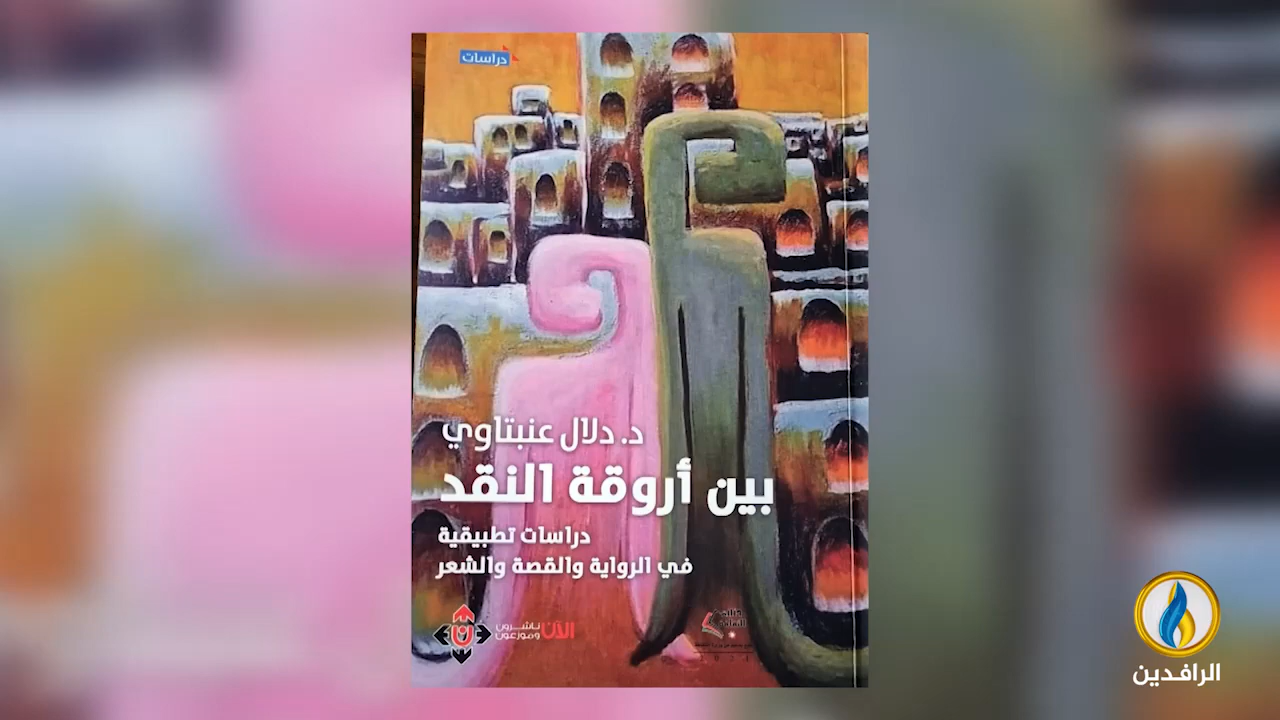 دراسات
د. دلال عنبتاوي
بين أروقة النقد
دراسات تطبيقية
في الرواية والقصة والشعر
الآن ناشرون
وموزعون
الرافدين